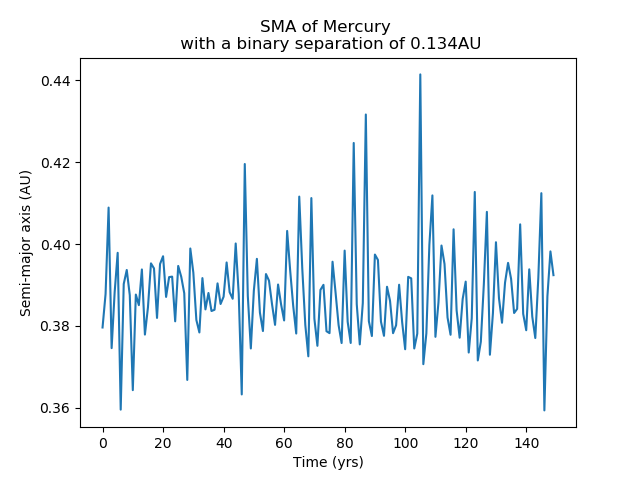 SMA of Mercury
with a binary separation of 0.134AU
0.44
0.42
0.40
0.38
0.36
Semi-major axis (AU)
0 20 40 60 80 100 120 140
Time (yrs)